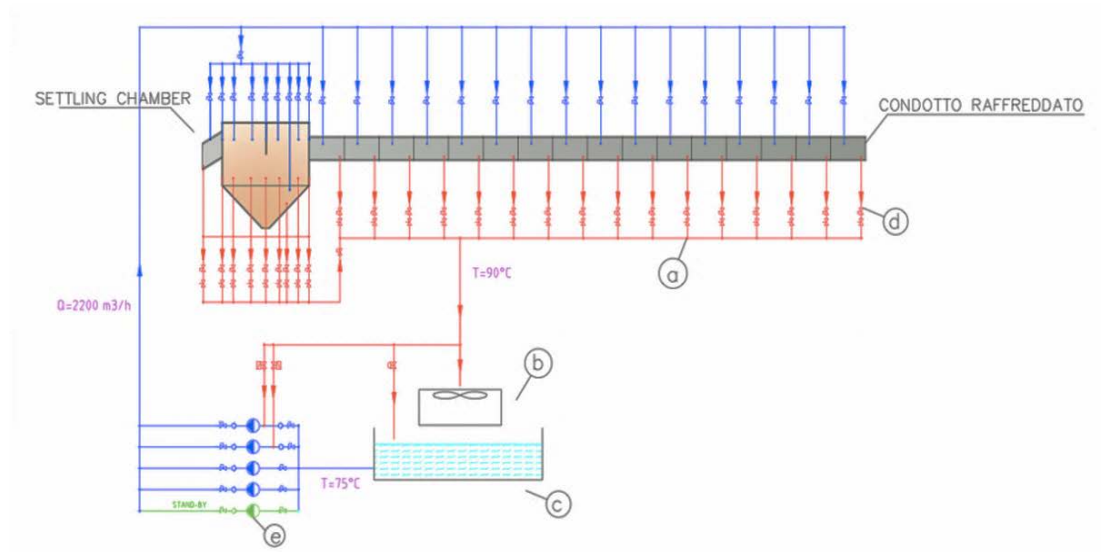 SETTLING CHAMBER
CONDOTTO RAFFREDDATO
d
a
T=90°C
Q=2200 m3/h
b
T=75°C
c
STAND-BY
e